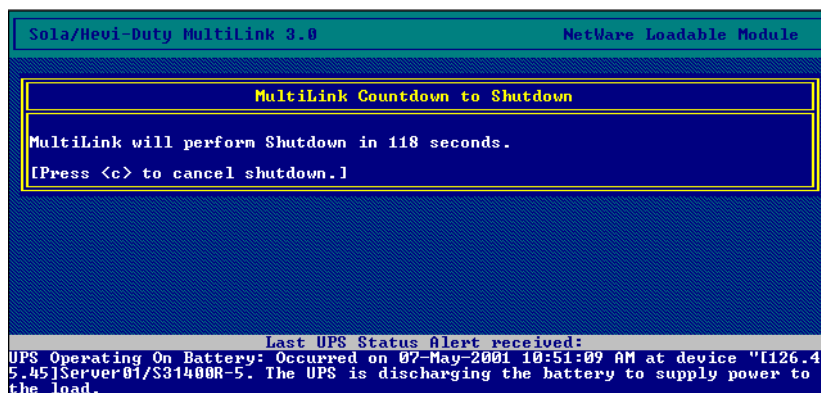 Sola/Hevi-Duty MultiLink 3.0 NetWare Loadable Module
MultiLink Countdown to Shutdown
MultiLink will perform Shutdown in 118 seconds.
[Press <c> to cancel shutdown.]
Last UPS Status Alert received:
UPS Operating On Battery: Occurred on 07-May-2001 10:51:09 AM at device "[126.4
5.45]Server01/S31400R-5. The UPS is discharging the battery to supply power to
the load.